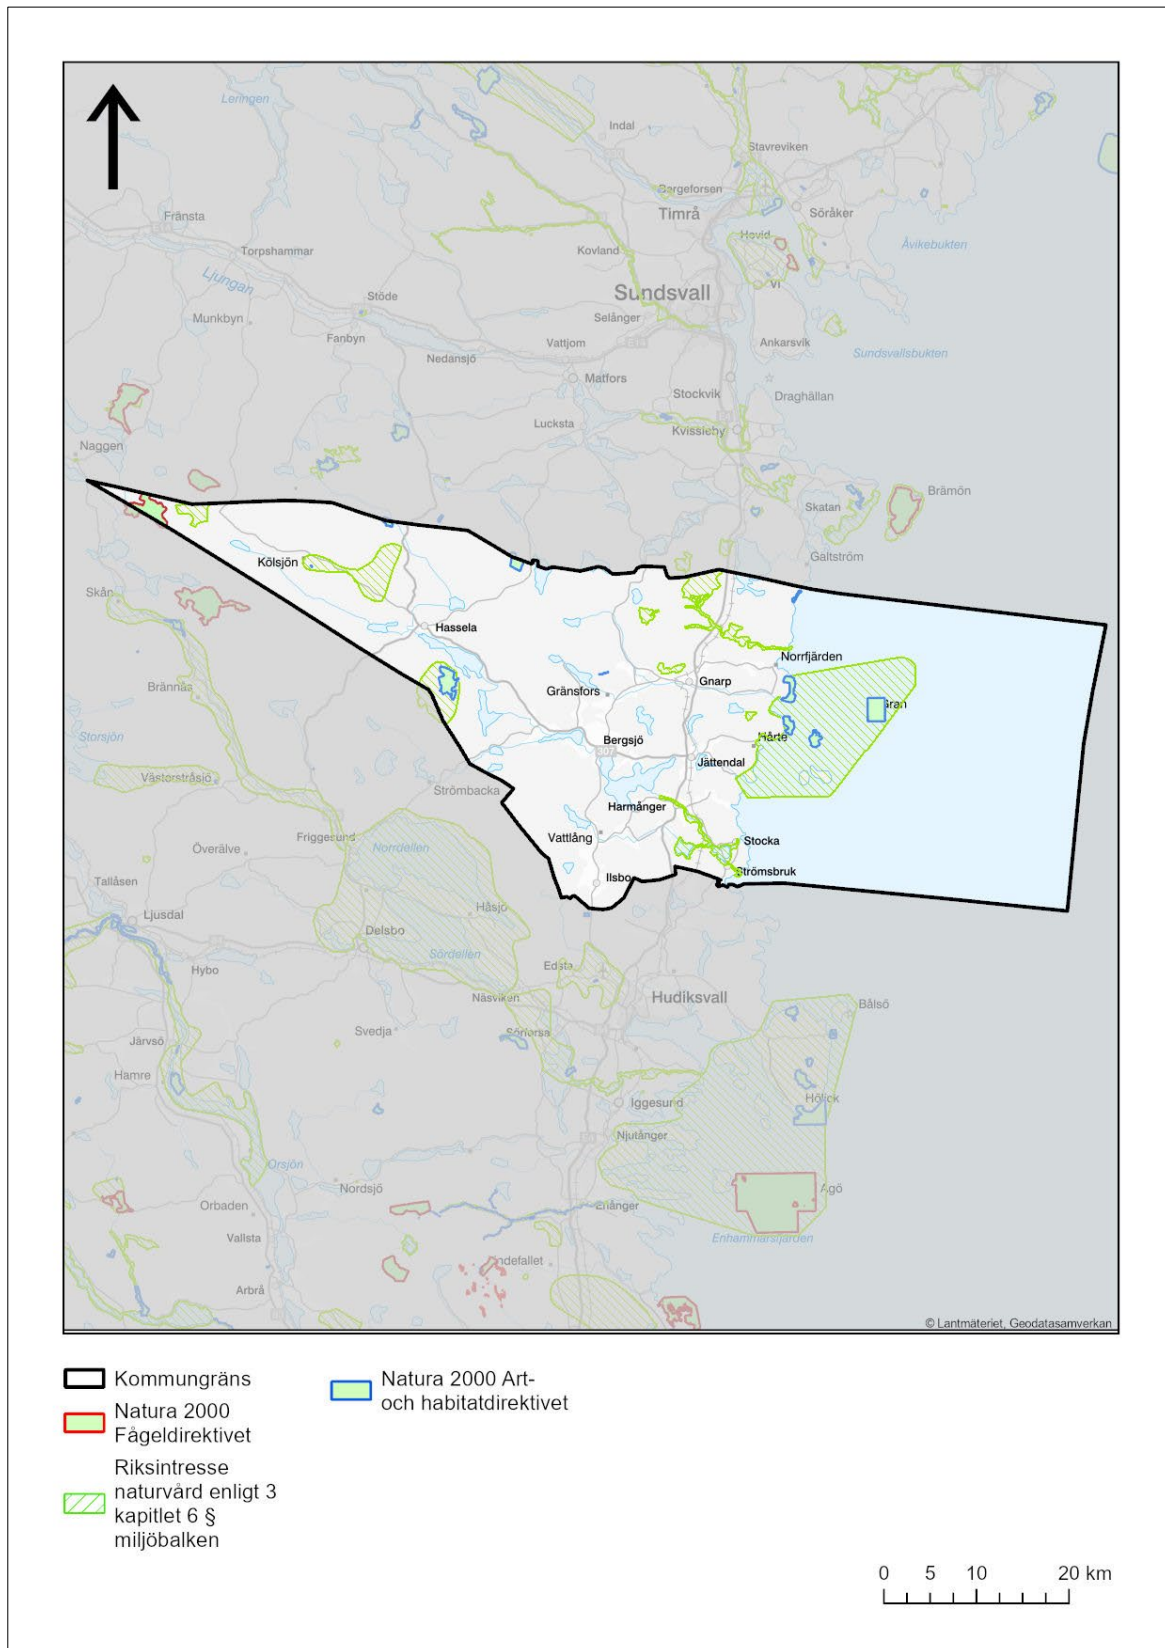 Leringen
Indal
Stavreviken
Bergeforsen
Timrå
Söråker
Fränsta
Torpshammar
Kovland
Hovid
Åvikebukten
Ljungan
Vi
Stöde
Sundsvall
Munkbyn
Selånger
Fanbyn
Vattjom
Ankarsvik
Nedansjö
Sundsvallsbukten
Matfors
Stockvik
Draghällan
Lucksta
Kvissleby
Naggen
Brämön
Skatan
Galtström
Kölsjön
Skån
Hassela
Norrfjärden
Gnarp
Brännås
Gränsfors
Gran
Storsjön
Bergsjö
Hårte
307
Jättendal
Västerstråsjö
Strömbacka
Harmånger
Friggesund
Vattlång
Stocka
Överälve
Norrdellen
Strömsbruk
Tallåsen
Ilsbo
Ljusdal
Håsjö
Delsbo
Sördellen
Hybo
Edsta
Näsviken
Hudiksvall
Bålsö
Svedja
Sörforsa
Järvsö
Hamre
Hölick
Iggesund
Njutånger
Orsjön
Nordsjö
Agö
Orbaden
Enånger
Vallsta
Enhammarsfjärden
Arbrå
© Lantmäteriet, Geodatasamverkan
Kommungräns
Natura 2000
Fågeldirektivet
Riksintresse
naturvård enligt 3
kapitlet 6 §
miljöbalken
Natura 2000 Art-
och habitatdirektivet
0 5 10 20 km